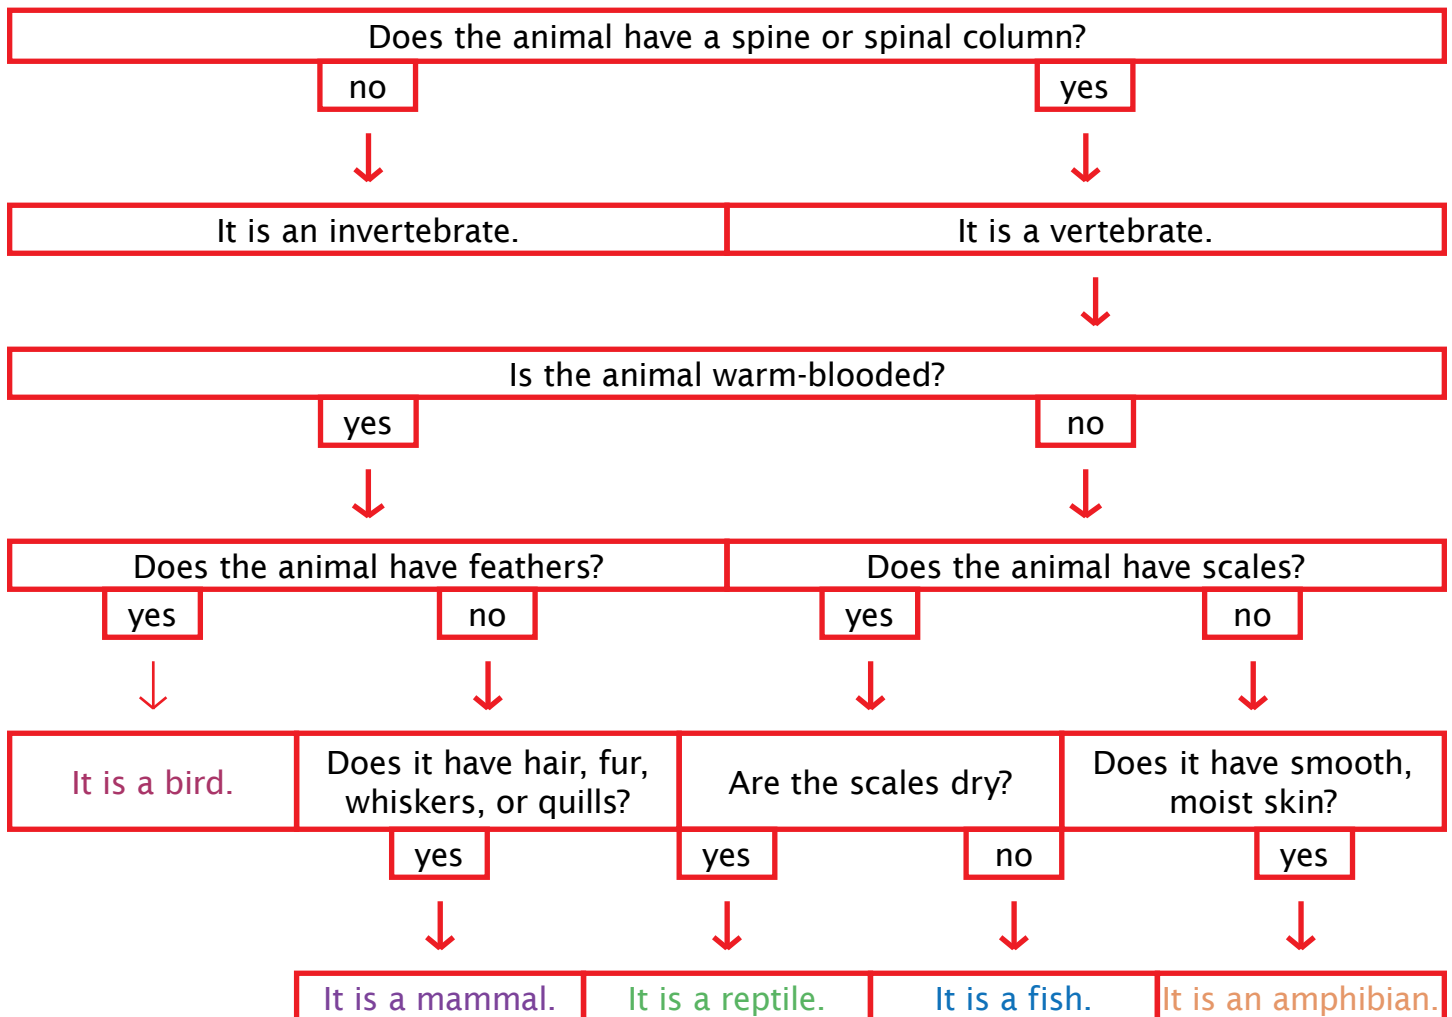 Does the animal have a spine or spinal column?
no
yes
It is an invertebrate.
It is a vertebrate.
Is the animal warm-blooded?
yes
no
Does the animal have feathers?
Does the animal have scales?
yes
no
yes
no
It is a bird.
Does it have hair, fur,
whiskers, or quills?
Are the scales dry?
Does it have smooth,
moist skin?
yes
yes
no
yes
It is a mammal.
It is a reptile.
It is a fish.
It is an amphibian.